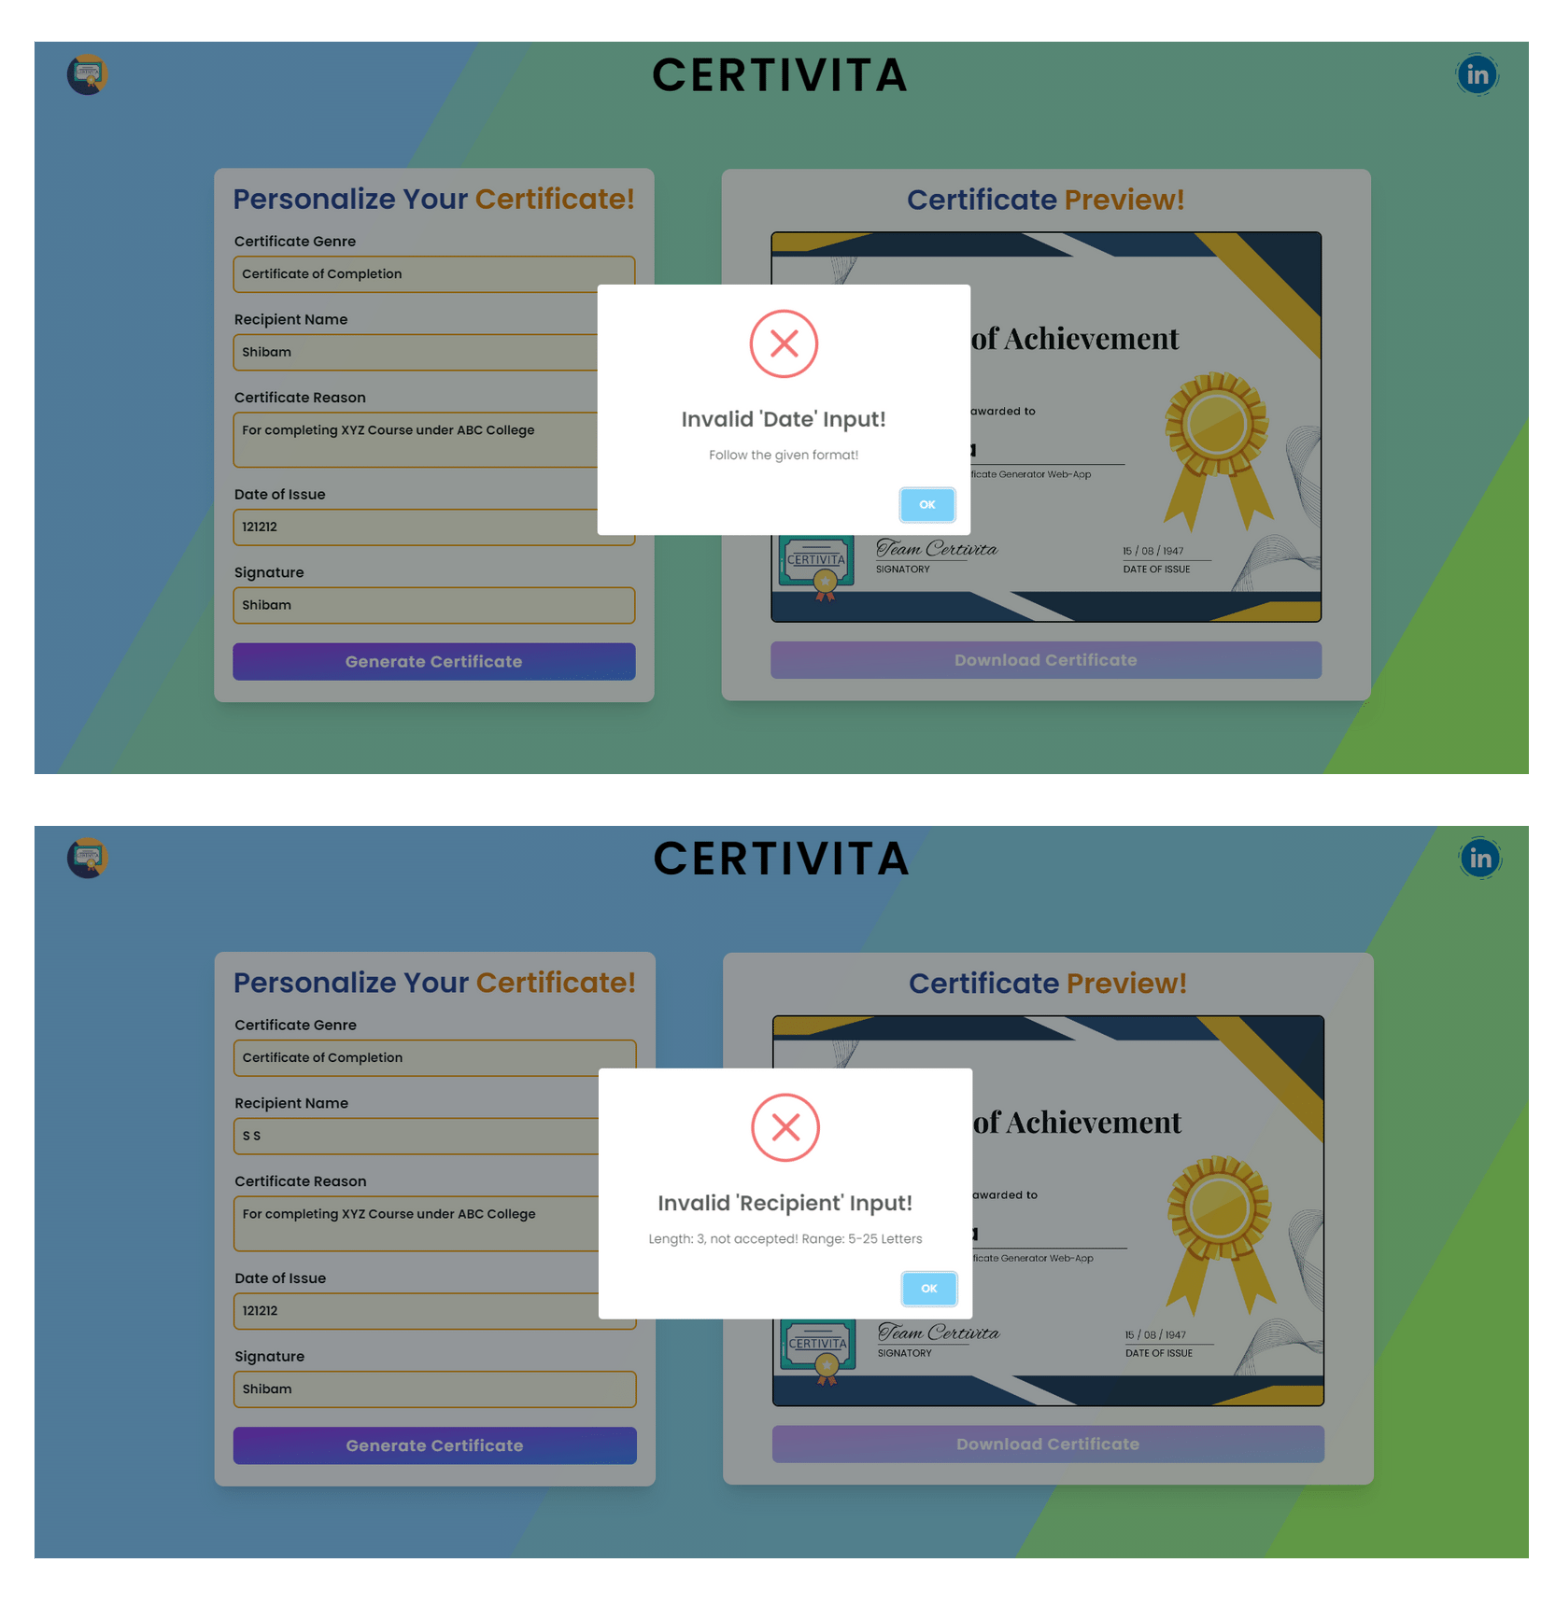 CERTIVITA
in
Personalize Your Certificate!
Certificate Genre
Certificate of Completion
Recipient Name
Shibam
Certificate Reason
For completing XYZ Course under ABC College
Date of Issue
121212
Signature
Shibam
Generate Certificate
Certificate Preview!
of Achievement
awarded to
a
ificate Generator Web-App
CERTIVITA
Team Certivita
SIGNATORY
15 / 08 / 1947
DATE OF ISSUE
Download Certificate
Invalid 'Date' Input!
Follow the given format!
OK
CERTIVITA
in
Personalize Your Certificate!
Certificate Genre
Certificate of Completion
Recipient Name
S S
Certificate Reason
For completing XYZ Course under ABC College
Date of Issue
121212
Signature
Shibam
Generate Certificate
Certificate Preview!
of Achievement
awarded to
ificate Generator Web-App
CERTIVITA
Team Certivita
SIGNATORY
15 / 08 / 1947
DATE OF ISSUE
Download Certificate
Invalid 'Recipient' Input!
Length: 3, not accepted! Range: 5-25 Letters
OK